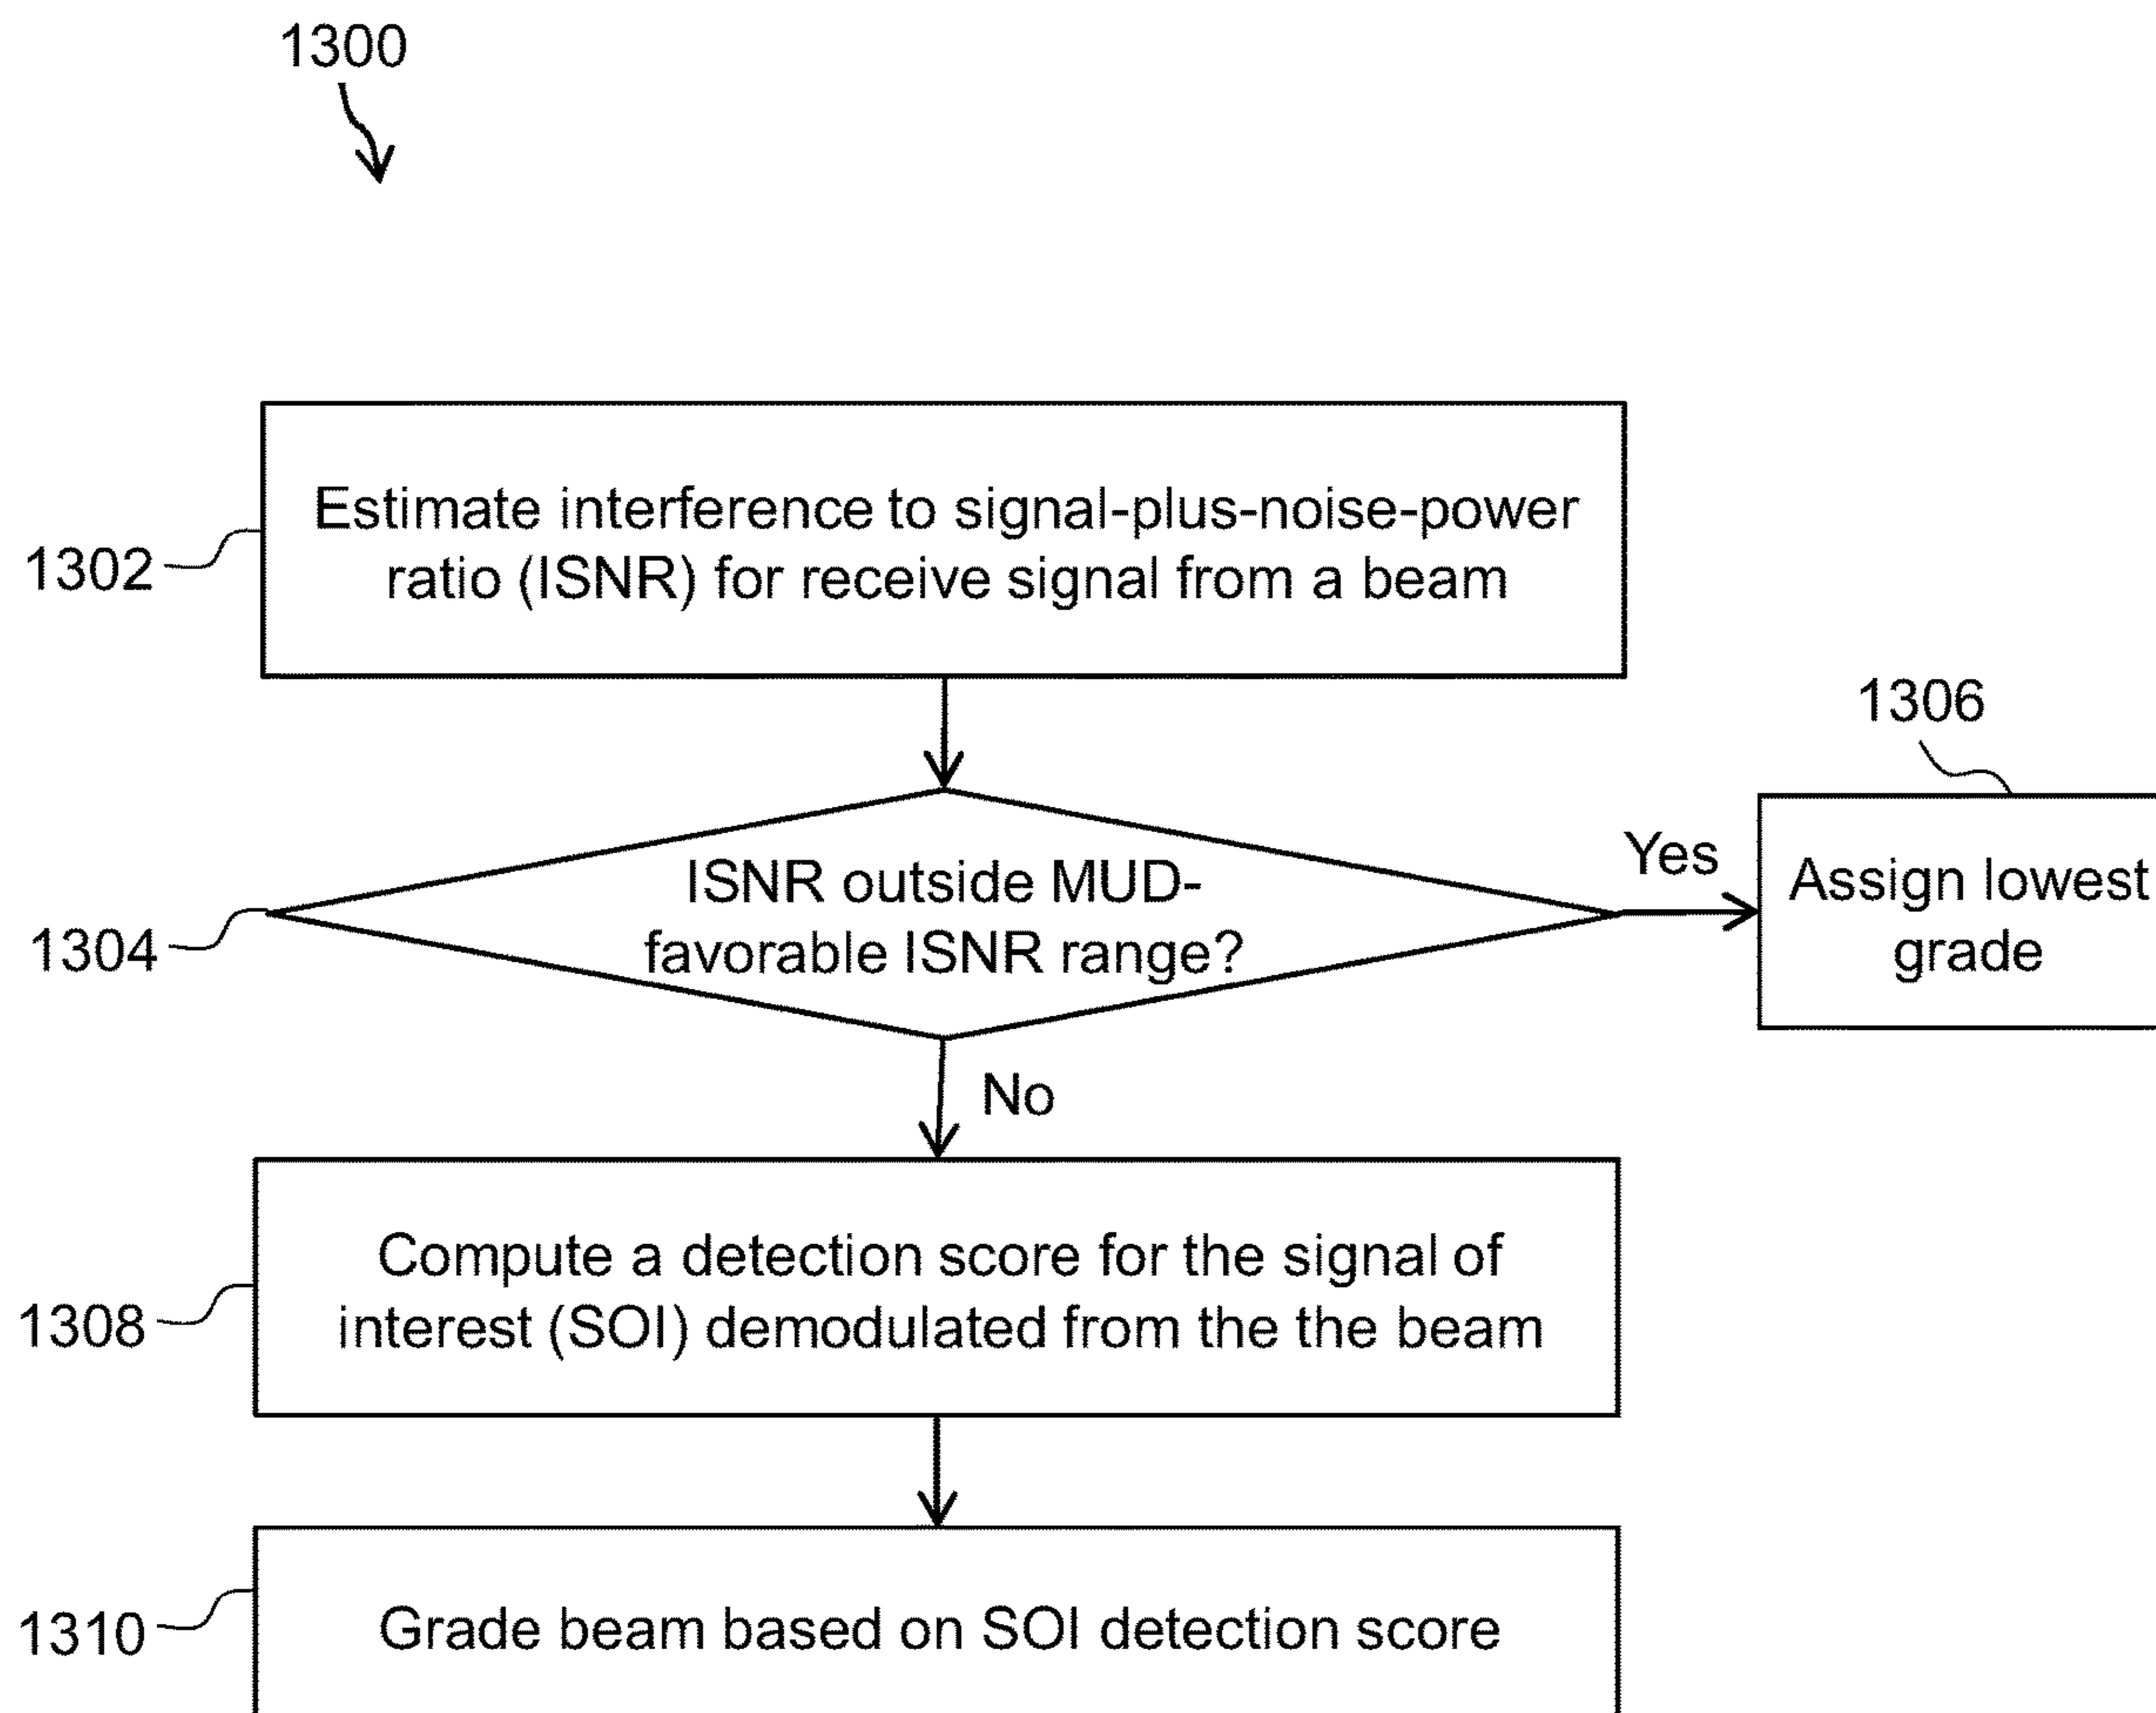 1300
Estimate interference to signal-plus-noise-power
1302
ratio (ISNR) for receive signal from a beam
1306
ISNR outside MUD-
Yes
Assign lowest
1304
favorable ISNR range?
grade
No
Compute a detection score for the signal of
1308
interest (SOI) demodulated from the the beam
1310
Grade beam based on SOI detection score